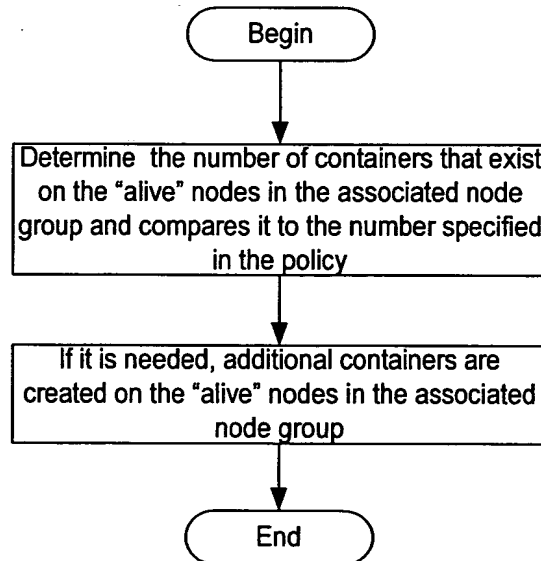 Begin
Determine the number of containers that exist
on the “alive” nodes in the associated node
group and compares it to the number specified
in the policy
If it is needed, additional containers are
created on the “alive” nodes in the associated
node group
End